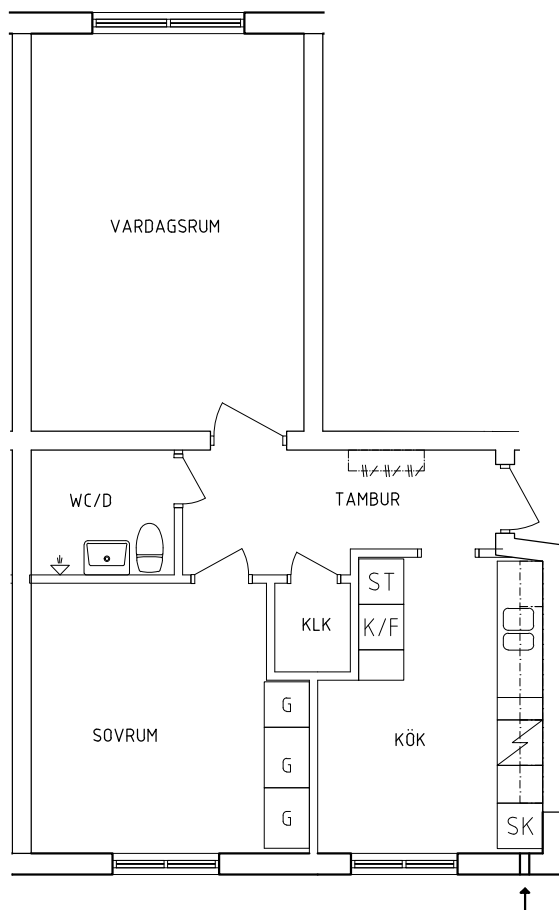 VARDAGSRUM
WC/D
TAMBUR
ST
KLK
K/F
G
SOVRUM
KÖK
G
G
SK